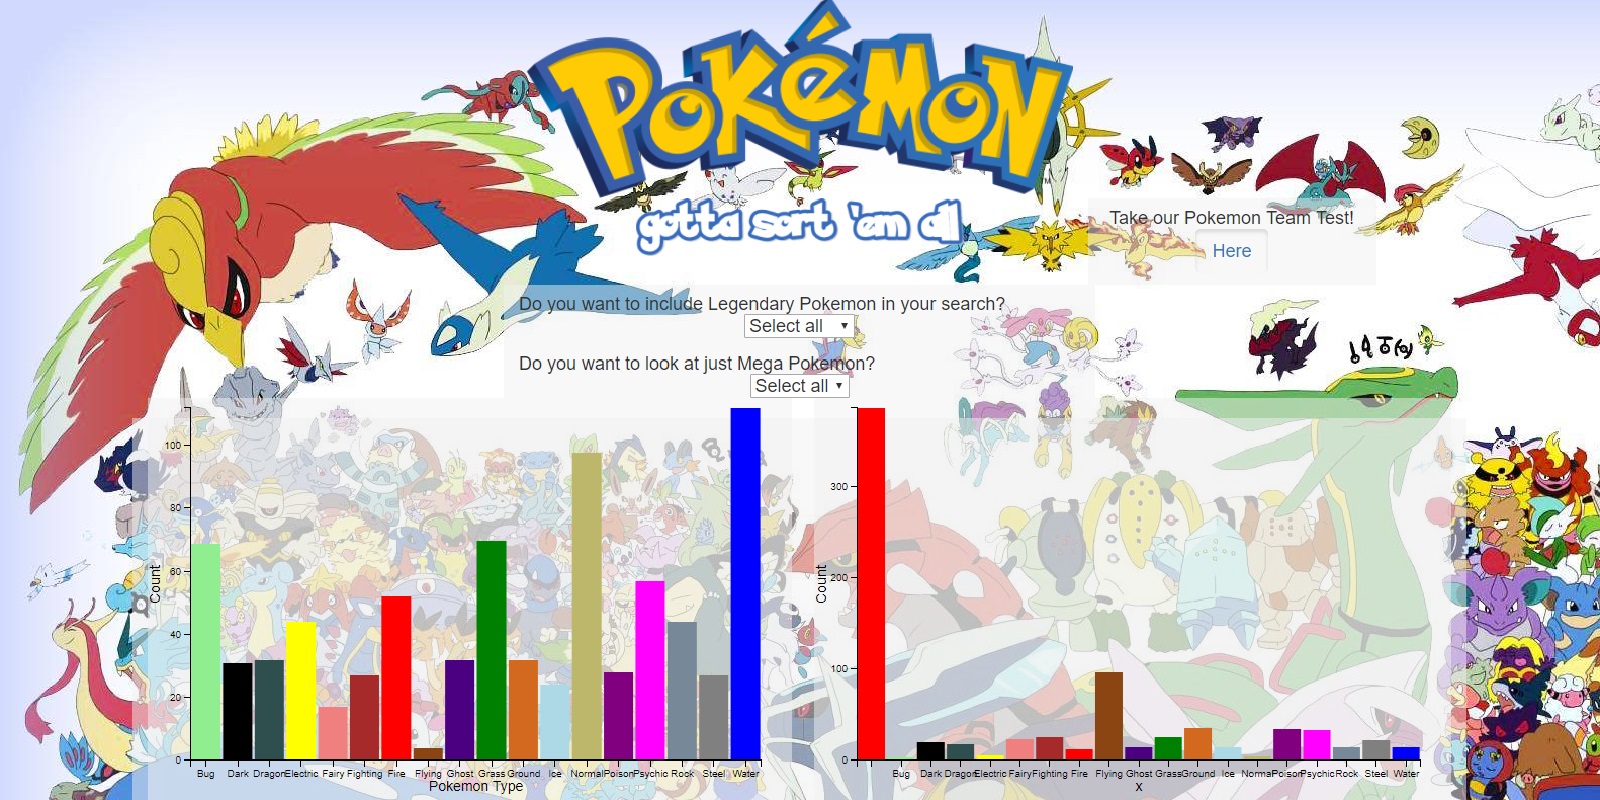 POKéMON
gotta sort 'em all
Take our Pokemon Team Test!
Here
Do you want to include Legendary Pokemon in your search?
Select all
Do you want to look at just Mega Pokemon?
Select all
100
80
60
40
20
0
Count
Bug Dark Dragon Electric Fairy Fighting Fire Flying Ghost Grass Ground Ice Normal Poison Psychic Rock Steel Water
Pokemon Type
300
200
100
0
Count
Bug Dark Dragon Electric Fairy Fighting Fire Flying Ghost Grass Ground Ice Normal Poison Psychic Rock Steel Water
x